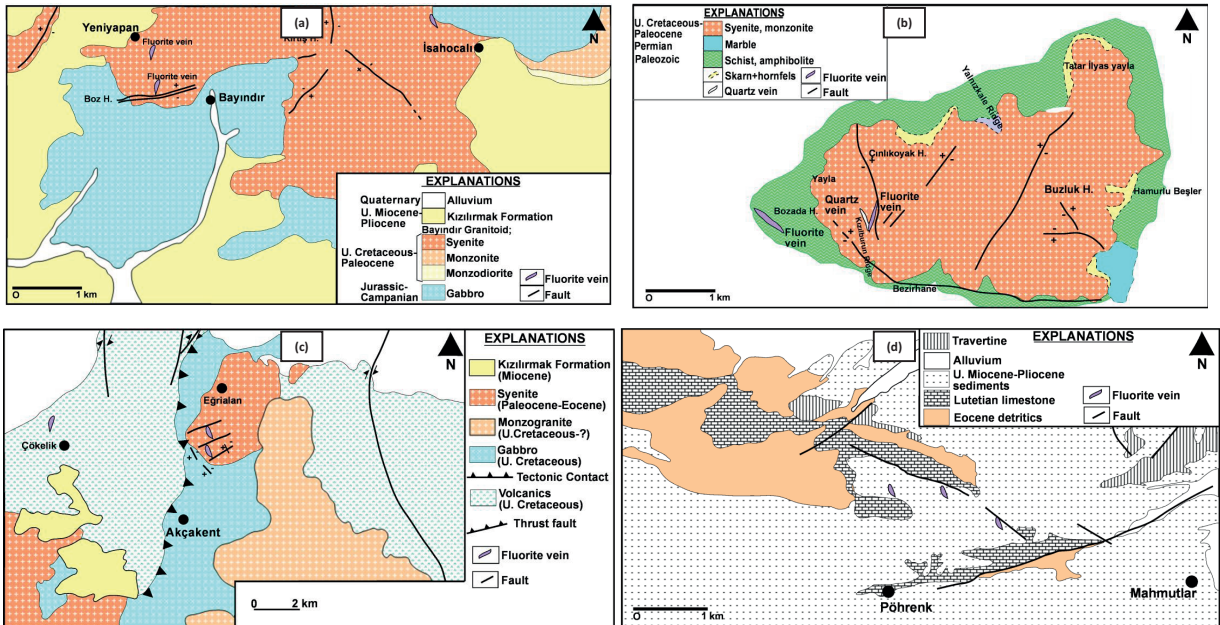 (a)
N
Yeniyapan
Fluorite vein
Fluorite vein
Boz H.
Bayındır
İsahocalı
0 1 km
EXPLANATIONS
Quaternary Alluvium
U. Miocene-
Pliocene Kızılırmak Formation
Bayındır Granitoid;
Syenite
U. Cretaceous-
Paleocene Monzonite
Monzodiorite
Jurassic-
Campanian Gabbro
Fluorite vein
Fault
(b)
N
U. Cretaceous-
Paleocene
Permian
Paleozoic
EXPLANATIONS
Syenite, monzonite
Marble
Schist, amphibolite
Skarn+hornfels
Fluorite vein
Quartz vein
Fault
Tatar İlyas yayla
Yalnızkale Ridge
Çınlıkoyak H.
Yayla
Buzluk H.
Hamurlu Beşler
Quartz
vein
Fluorite
vein
Bozada H.
Fluorite
vein
Kızılburun Ridge
Bezirhane
0 1 km
(c)
N
Eğrialan
Çökelik
Akçakent
0 2 km
EXPLANATIONS
Kızılırmak Formation
(Miocene)
Syenite
(Paleocene-Eocene)
Monzogranite
(U.Cretaceous-?)
Gabbro
(U. Cretaceous)
Tectonic Contact
Volcanics
(U. Cretaceous)
Thrust fault
Fluorite vein
Fault
(d)
N
EXPLANATIONS
Travertine
Alluvium
U. Miocene-Pliocene
sediments
Lutetian limestone
Eocene detritics
Fluorite vein
Fault
Pöhrenk
Mahmutlar
0 1 km